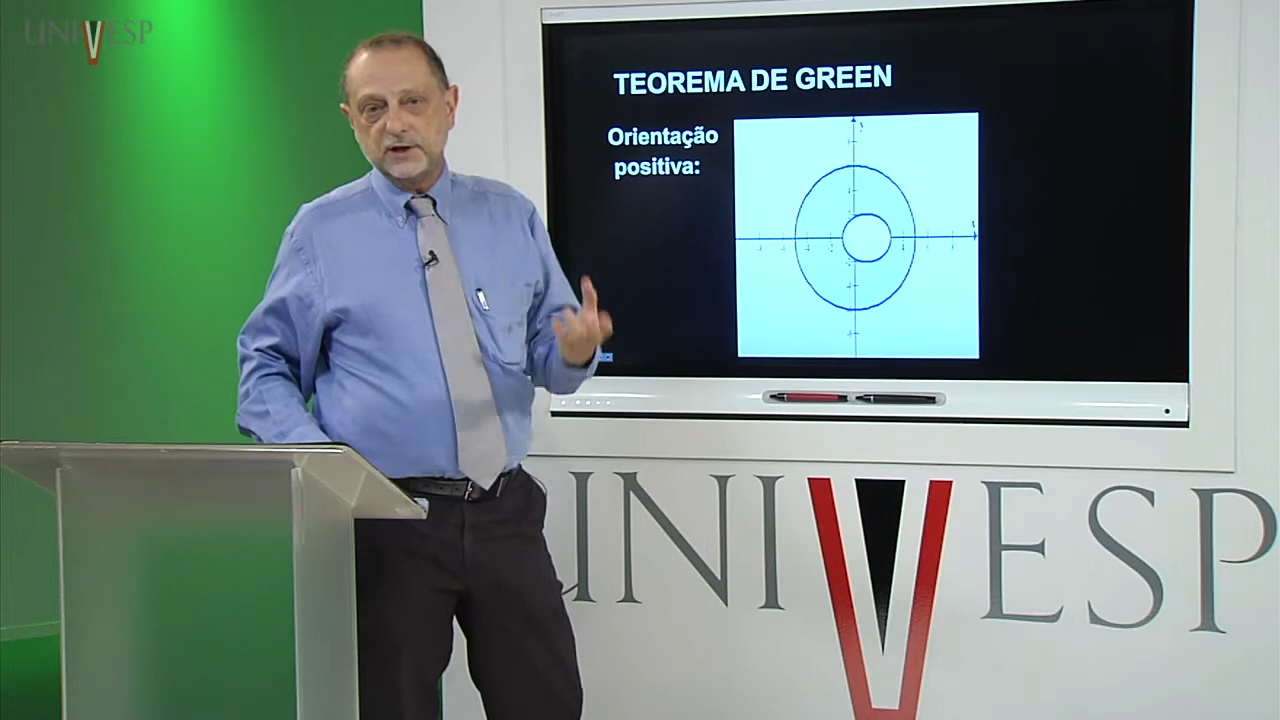 UNIVESP
TEOREMA DE GREEN
Orientação
positiva:
UNIVESP